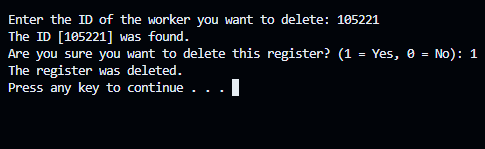 Enter the ID of the worker you want to delete: 105221
The ID [105221] was found.
Are you sure you want to delete this register? (1 = Yes, 0 = No): 1
The register was deleted.
Press any key to continue . . .